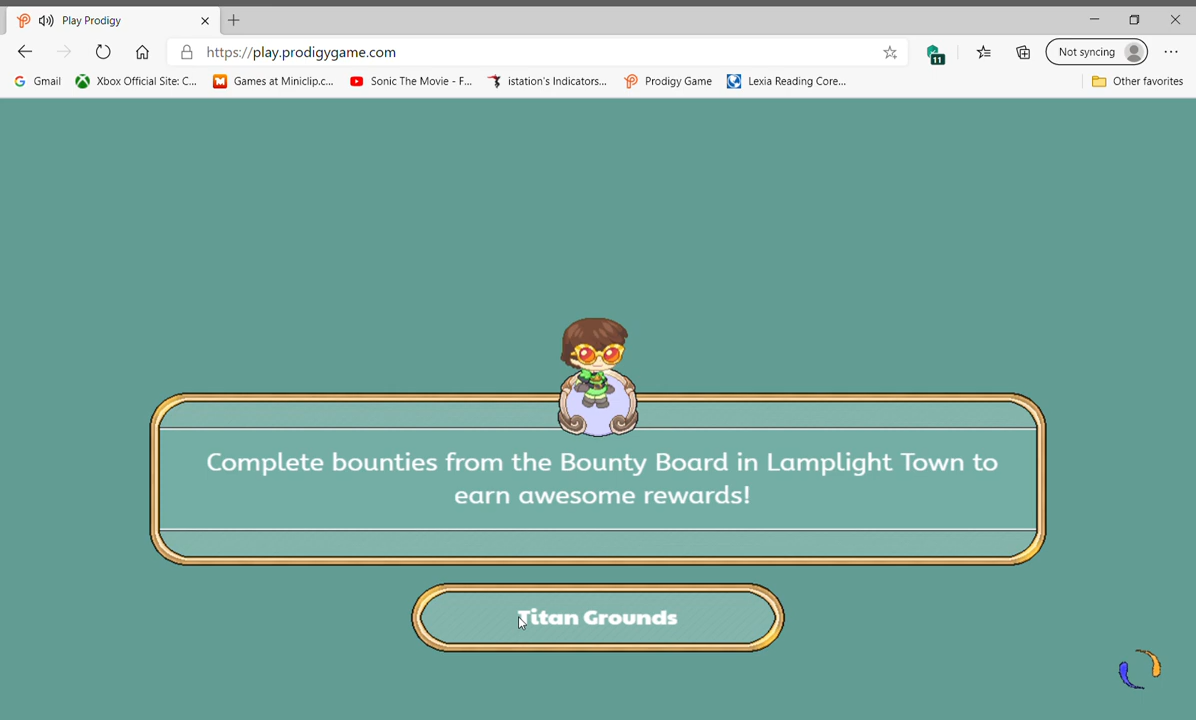 Play Prodigy
https://play.prodigygame.com
11
Not syncing
Gmail
Xbox Official Site: C...
Games at Miniclip.c...
Sonic The Movie - F...
istation's Indicators...
Prodigy Game
Lexia Reading Core...
Other favorites
Complete bounties from the Bounty Board in Lamplight Town to
earn awesome rewards!
Titan Grounds